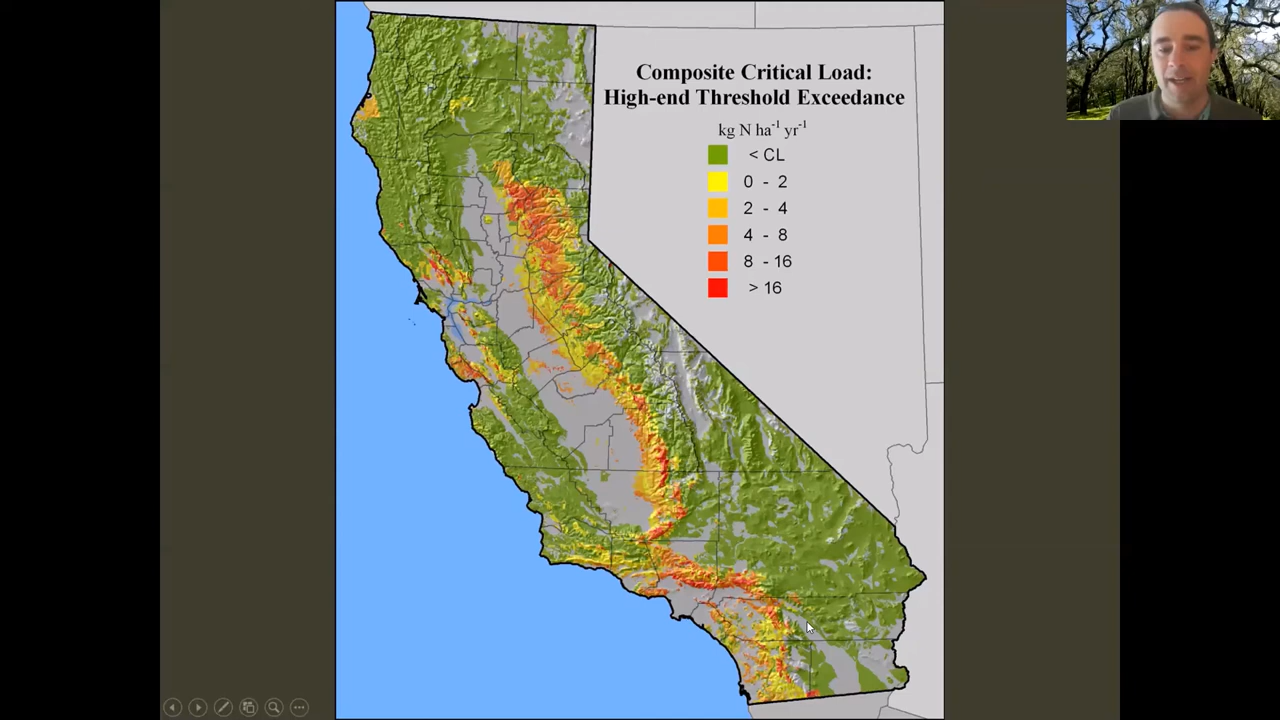 Composite Critical Load:
High-end Threshold Exceedance
kg N ha⁻¹ yr⁻¹
< CL
0 - 2
2 - 4
4 - 8
8 - 16
> 16